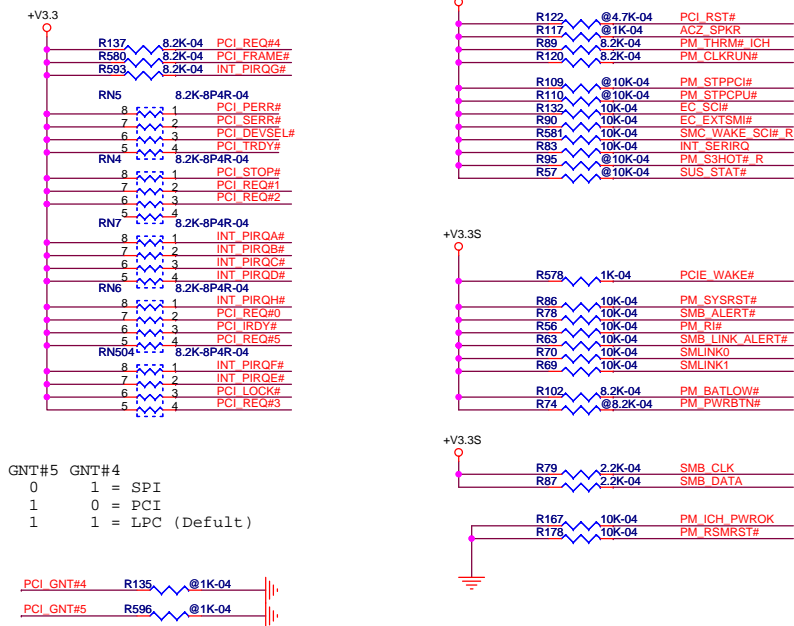 +V3.3
R137 8.2K-04 PCI_REQ#4
R580 8.2K-04 PCI_FRAME#
R593 8.2K-04 INT_PIRQG#
RN5 8.2K-8P4R-04
8 1 PCI_PERR#
7 2 PCI_SERR#
6 3 PCI_DEVSEL#
5 4 PCI_TRDY#
RN4 8.2K-8P4R-04
8 1 PCI_STOP#
7 2 PCI_REQ#1
6 3 PCI_REQ#2
5 4
RN7 8.2K-8P4R-04
8 1 INT_PIRQA#
7 2 INT_PIRQB#
6 3 INT_PIRQC#
5 4 INT_PIRQD#
RN6 8.2K-8P4R-04
8 1 INT_PIRQH#
7 2 PCI_REQ#0
6 3 PCI_IRDY#
5 4 PCI_REQ#5
RN504 8.2K-8P4R-04
8 1 INT_PIRQF#
7 2 INT_PIRQE#
6 3 PCI_LOCK#
5 4 PCI_REQ#3
GNT#5 GNT#4
0 1 = SPI
1 0 = PCI
1 1 = LPC (Defult)
PCI_GNT#4 R135 @1K-04
PCI_GNT#5 R596 @1K-04
R122 @4.7K-04 PCI_RST#
R117 @1K-04 ACZ_SPKR
R89 8.2K-04 PM_THRM#_ICH
R120 8.2K-04 PM_CLKRUN#
R109 @10K-04 PM_STPPCI#
R110 @10K-04 PM_STPCPU#
R132 10K-04 EC_SCI#
R90 10K-04 EC_EXTSMI#
R581 10K-04 SMC_WAKE_SCI#_R
R83 10K-04 INT_SERIRQ
R95 @10K-04 PM_S3HOT#_R
R57 @10K-04 SUS_STAT#
+V3.3S
R578 1K-04 PCIE_WAKE#
R86 10K-04 PM_SYSRST#
R78 10K-04 SMB_ALERT#
R56 10K-04 PM_RI#
R63 10K-04 SMB_LINK_ALERT#
R70 10K-04 SMLINK0
R69 10K-04 SMLINK1
R102 8.2K-04 PM_BATLOW#
R74 @8.2K-04 PM_PWRBTN#
+V3.3S
R79 2.2K-04 SMB_CLK
R87 2.2K-04 SMB_DATA
R167 10K-04 PM_ICH_PWROK
R178 10K-04 PM_RSMRST#